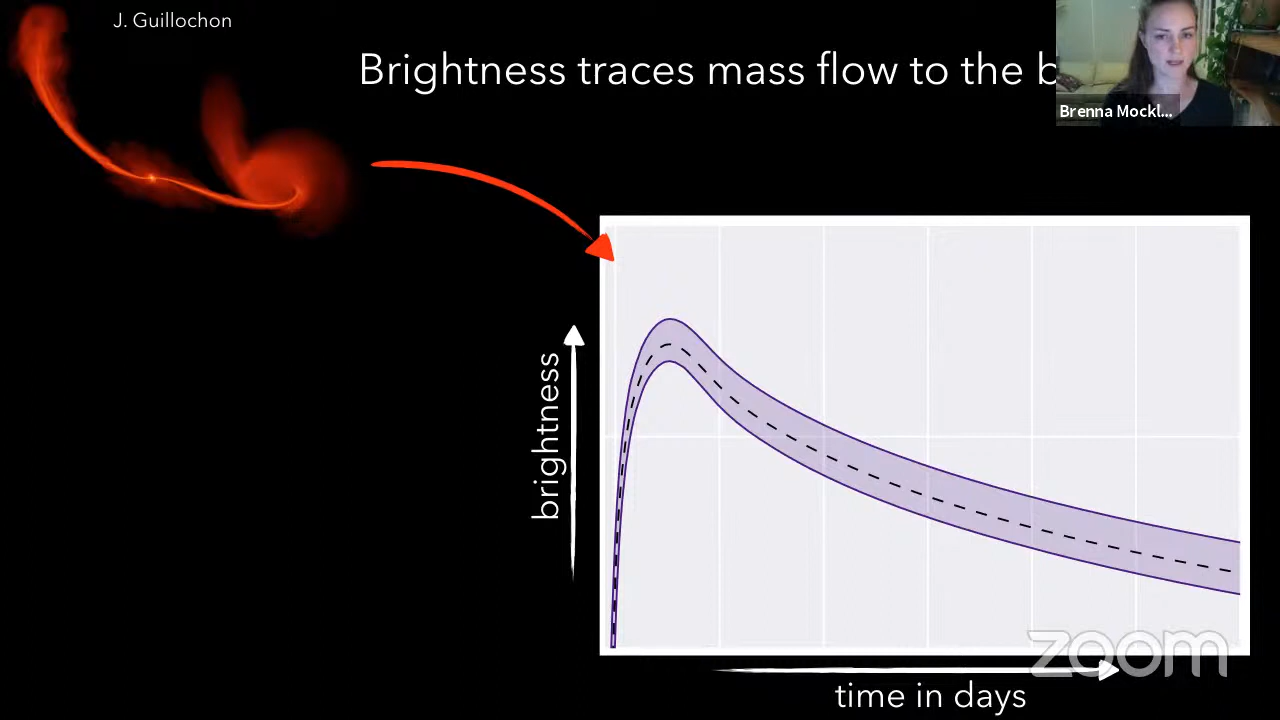 J. Guillochon
Brightness traces mass flow to the b
Brenna Mockl...
brightness
zoom
time in days